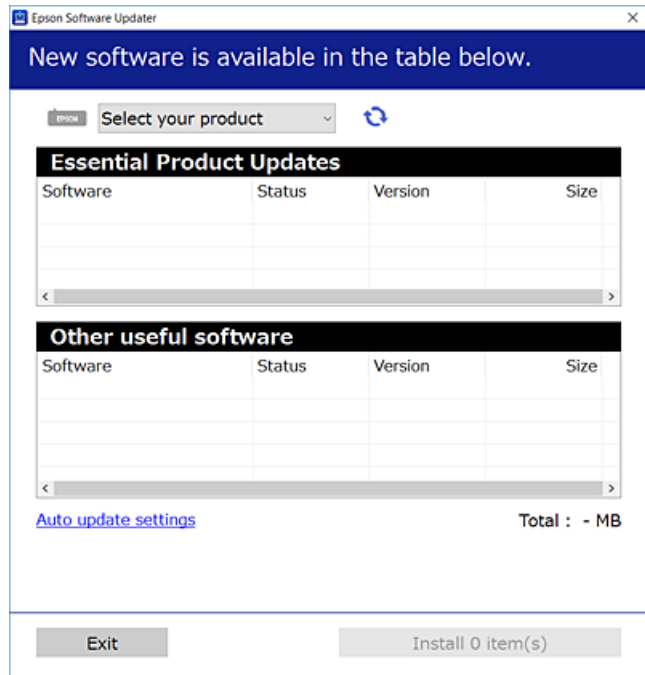 Epson Software Updater
New software is available in the table below.
EPSON Select your product
Essential Product Updates
Software Status Version Size
Other useful software
Software Status Version Size
Auto update settings Total : - MB
Exit Install 0 item(s)